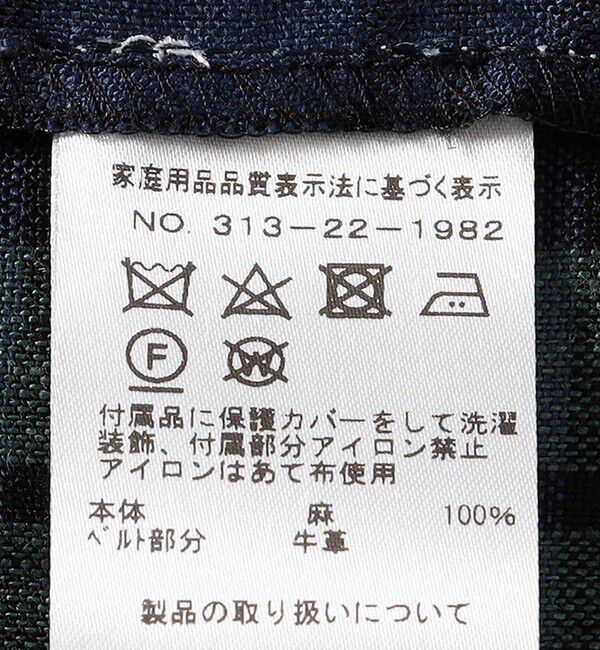 家庭用品品質表示法に基づく表示
NO. 313-22-1982
F W
付属品に保護カバーをして洗濯
装飾、付属部分アイロン禁止
アイロンはあて布使用
本体 麻 100%
ﾍﾞﾙﾄ部分 牛革
製品の取り扱いについて